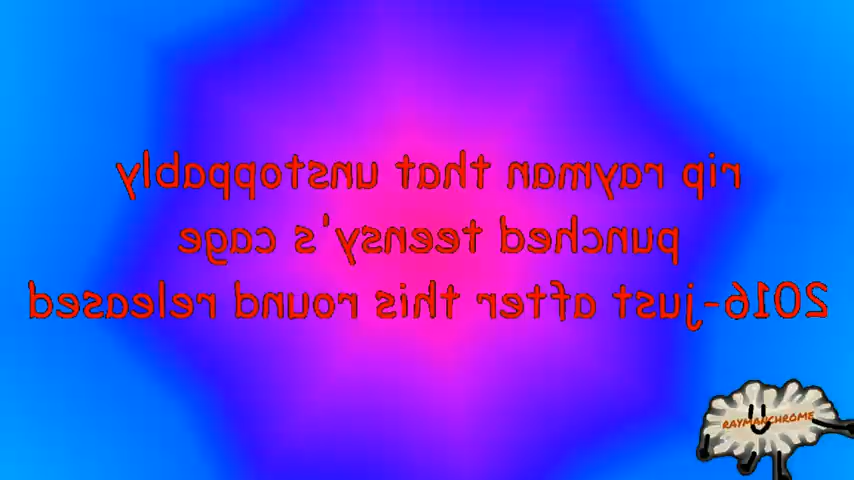 rip rayman that unstoppably
punched teensy's cage
2016-just after this round released
RAYMANCHROME